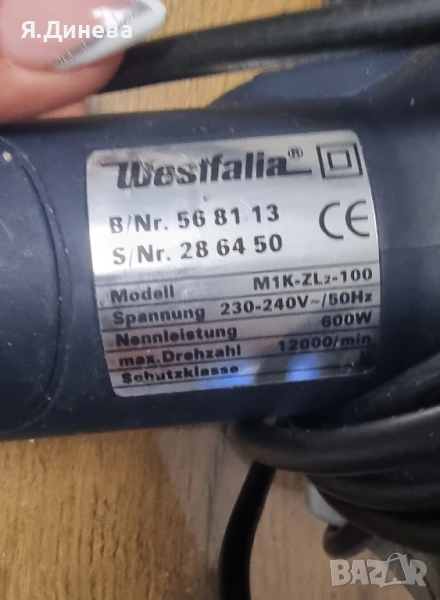 Я.Динева
Westfalia®
B/Nr. 56 81 13
S/Nr. 28 64 50
CE
Modell M1K-ZL₂-100
Spannung 230-240V~/50Hz
Nennleistung 600W
max.Drehzahl 12000/min
Schutzklasse
BAZAR